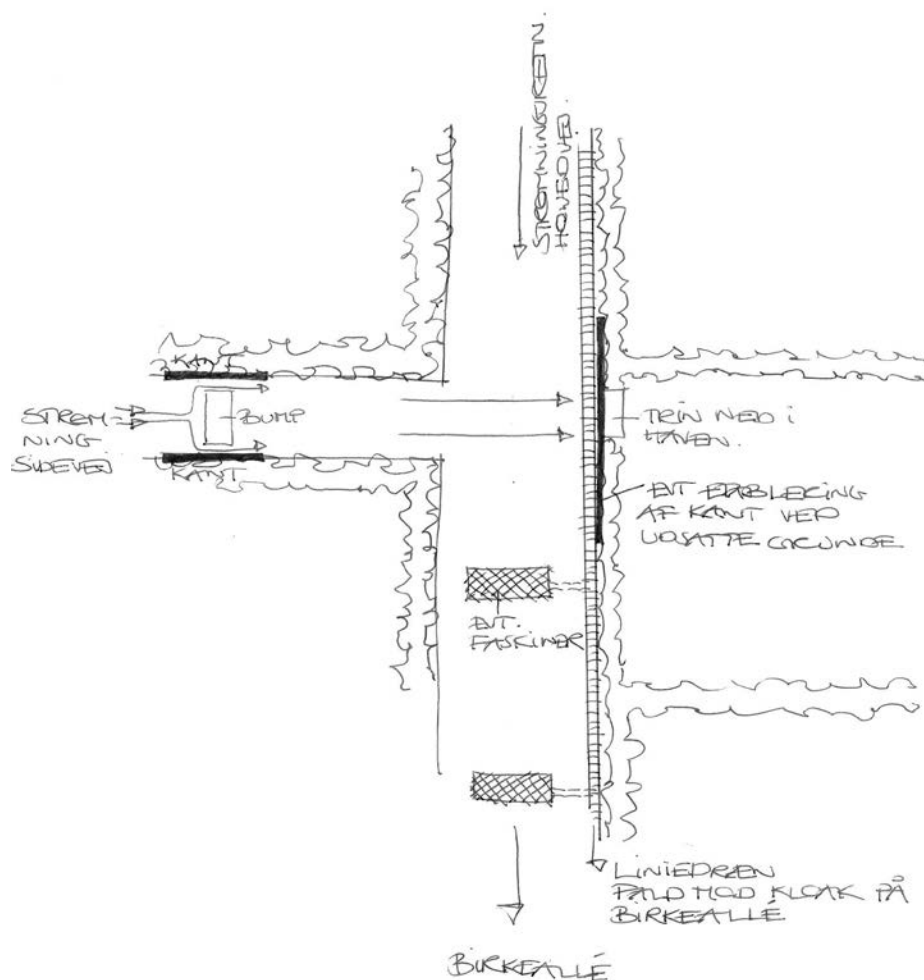 STRØMNINGSRETN.
HOVEDVEJ.
KANT
STRØM-
NING
SIDEVEJ
BUMP
KANT
TRIN NED i
HAVEN.
EVT ETABLERING
AF KANT VED
UDSATTE GRUNDE
EVT.
FASKINER
LINIEDRÆN
FALD MOD KLOAK PÅ
BIRKEALLÉ
BIRKEALLÉ